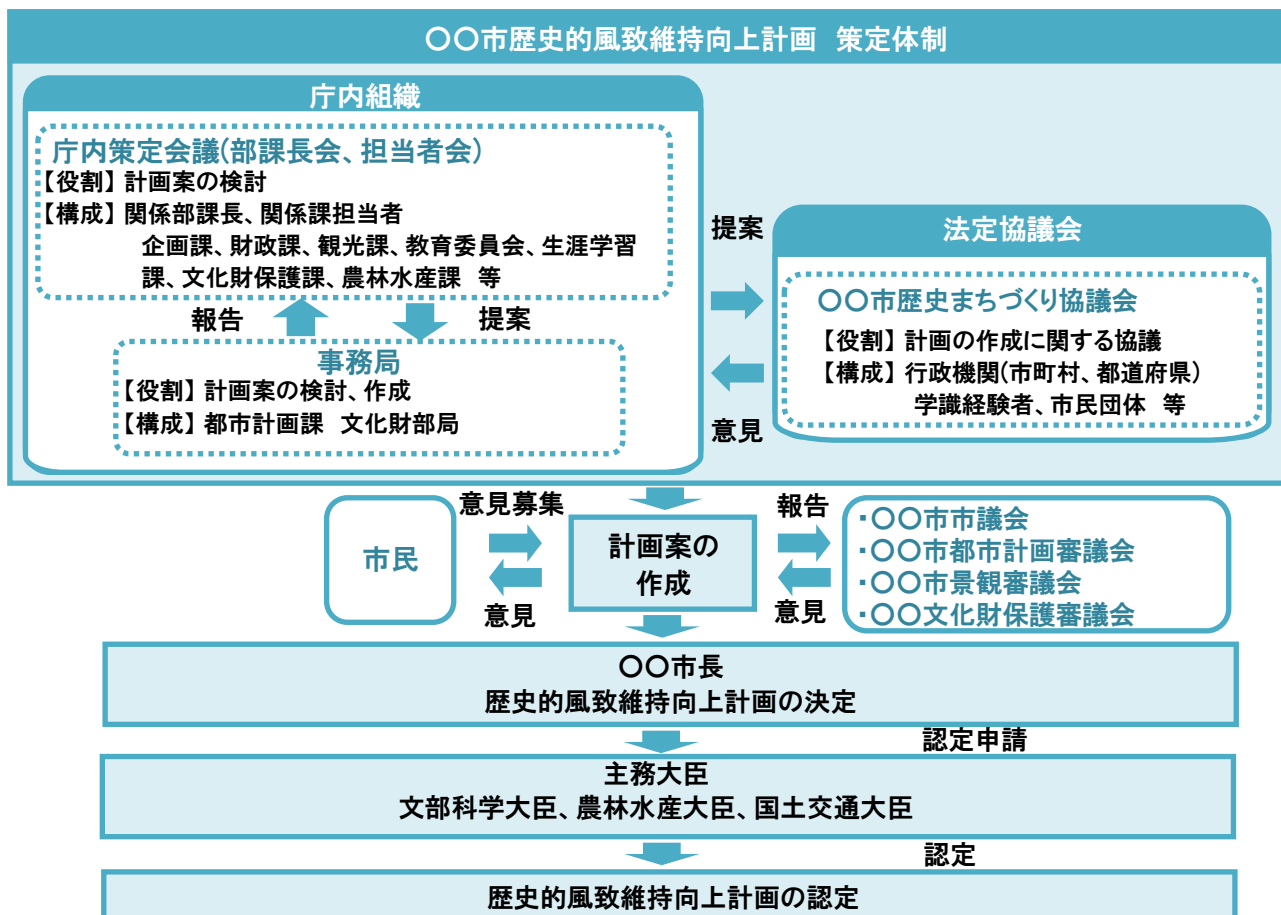 〇〇市歴史的風致維持向上計画 策定体制
庁内組織
庁内策定会議(部課長会、担当者会)
【役割】 計画案の検討
【構成】 関係部課長、関係課担当者
企画課、財政課、観光課、教育委員会、生涯学習
課、文化財保護課、農林水産課 等
報告
提案
事務局
【役割】 計画案の検討、作成
【構成】 都市計画課 文化財部局
提案
意見
法定協議会
〇〇市歴史まちづくり協議会
【役割】 計画の作成に関する協議
【構成】 行政機関(市町村、都道府県)
学識経験者、市民団体 等
市民
意見募集
意見
計画案の
作成
報告
意見
・〇〇市市議会
・〇〇市都市計画審議会
・〇〇市景観審議会
・〇〇文化財保護審議会
〇〇市長
歴史的風致維持向上計画の決定
認定申請
主務大臣
文部科学大臣、農林水産大臣、国土交通大臣
認定
歴史的風致維持向上計画の認定